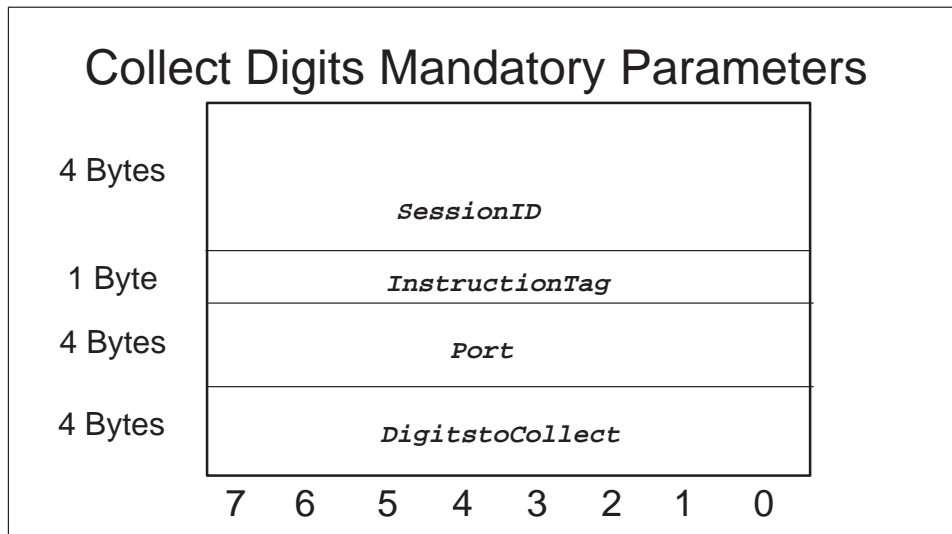 Collect Digits Mandatory Parameters
4 Bytes
SessionID
1 Byte
InstructionTag
4 Bytes
Port
4 Bytes
DigitstoCollect
7 6 5 4 3 2 1 0